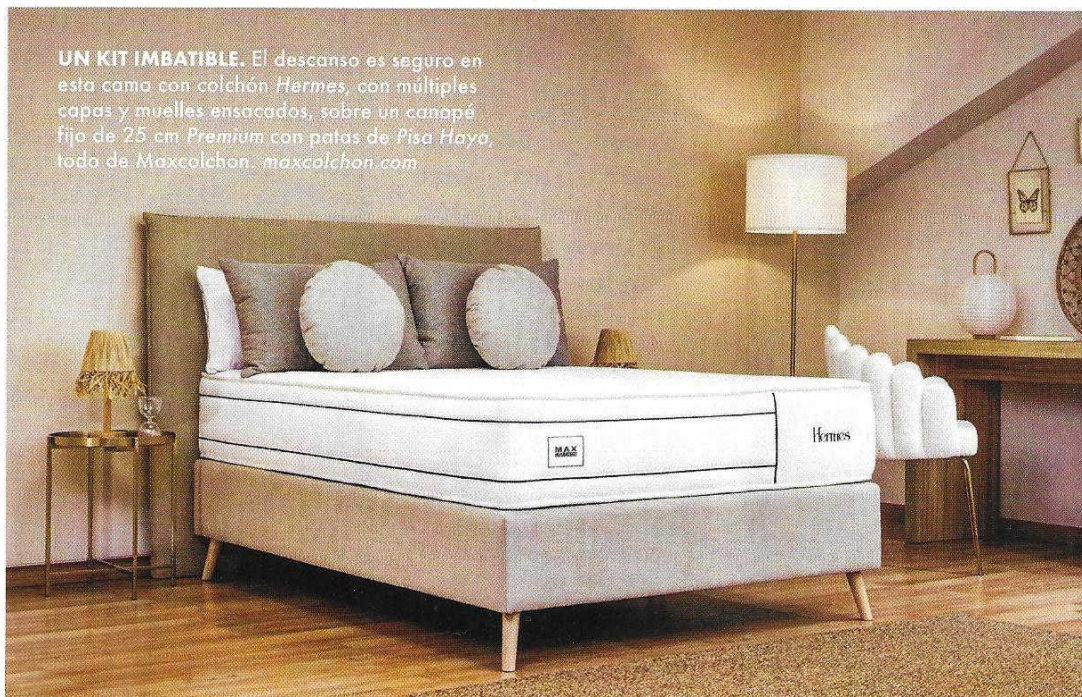 UN KIT IMBATIBLE. El descanso es seguro en
esta cama con colchón Hermes, con múltiples
capas y muelles ensacados, sobre un canapé
fijo de 25 cm Premium con patas de Pisa Haya,
todo de Maxcolchon. maxcolchon.com
MAX
Hermes